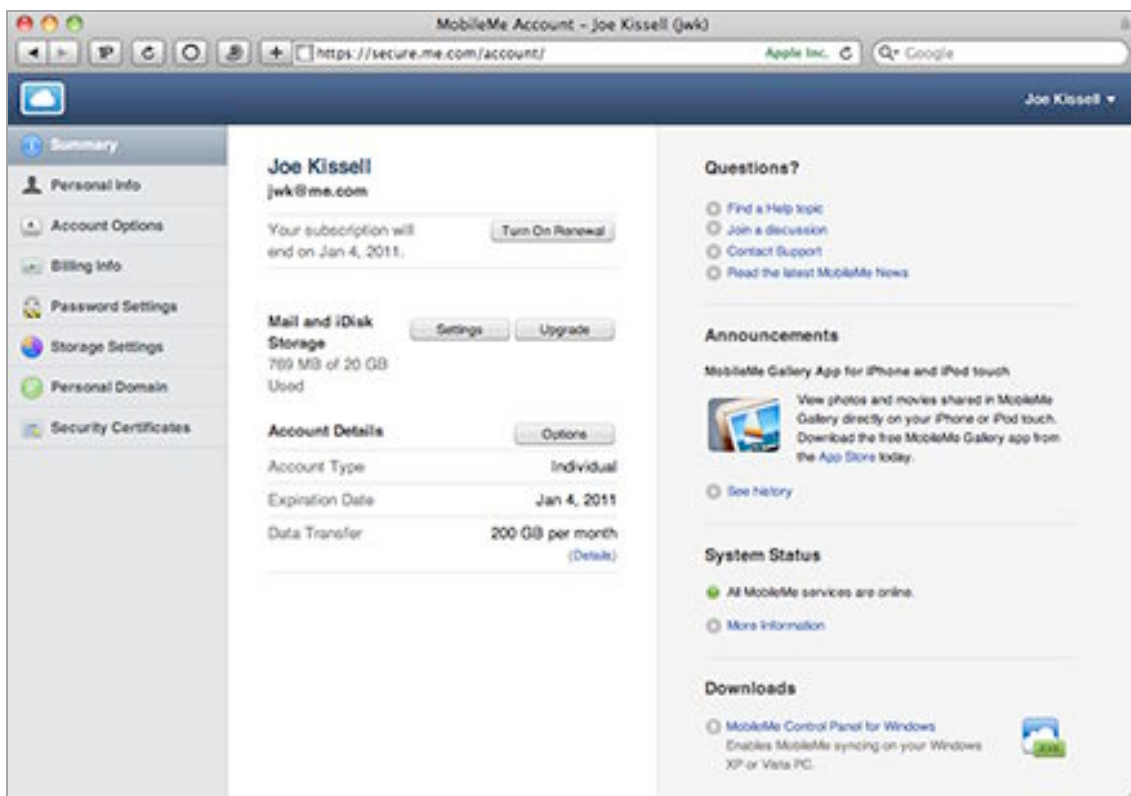 MobileMe Account – Joe Kissell (jwk)
https://secure.me.com/account/
Apple Inc.
Google
Joe Kissell
Summary
Personal Info
Account Options
Billing Info
Password Settings
Storage Settings
Personal Domain
Security Certificates
Joe Kissell
jwk@me.com
Your subscription will
end on Jan 4, 2011.
Turn On Renewal
Mail and iDisk
Storage
769 MB of 20 GB
Used
Settings
Upgrade
Account Details
Options
Account Type
Individual
Expiration Date
Jan 4, 2011
Data Transfer
200 GB per month
(Details)
Questions?
Find a Help topic
Join a discussion
Contact Support
Read the latest MobileMe News
Announcements
MobileMe Gallery App for iPhone and iPod touch
View photos and movies shared in MobileMe
Gallery directly on your iPhone or iPod touch.
Download the free MobileMe Gallery app from
the App Store today.
See history
System Status
All MobileMe services are online.
More Information
Downloads
MobileMe Control Panel for Windows
Enables MobileMe syncing on your Windows
XP or Vista PC.